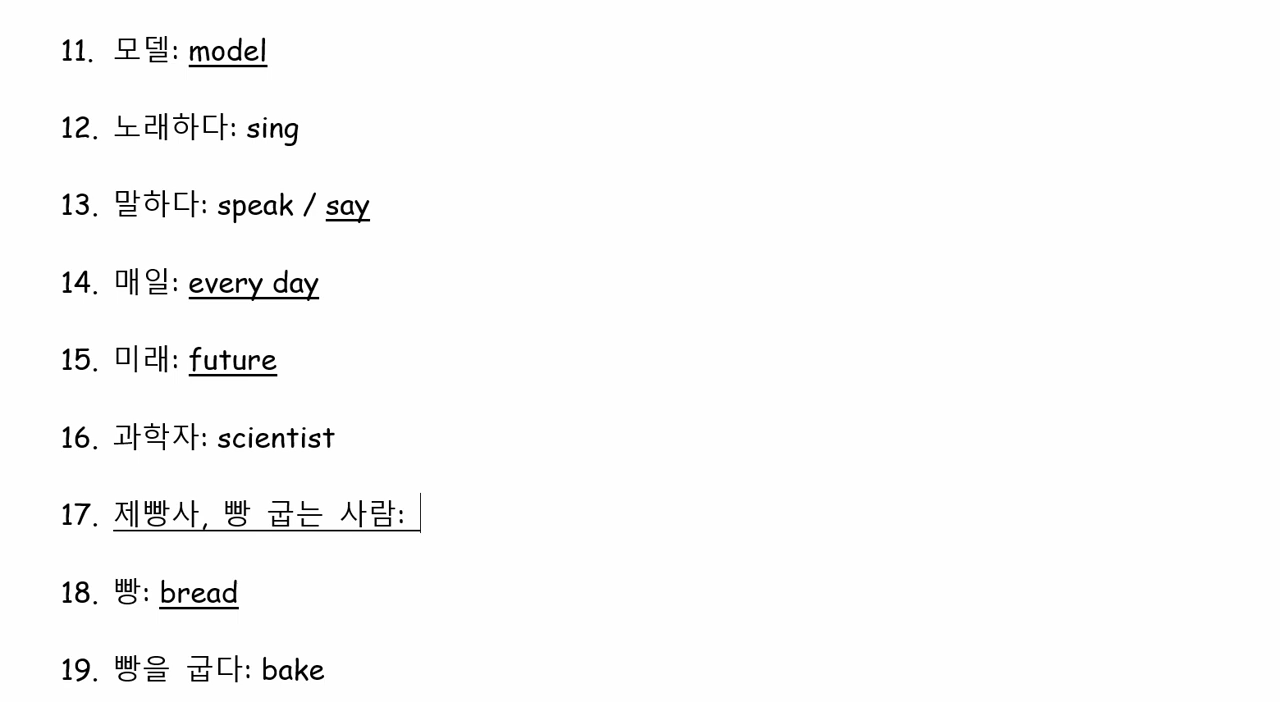 11. 모델: model
12. 노래하다: sing
13. 말하다: speak / say
14. 매일: every day
15. 미래: future
16. 과학자: scientist
17. 제빵사, 빵 굽는 사람:
18. 빵: bread
19. 빵을 굽다: bake